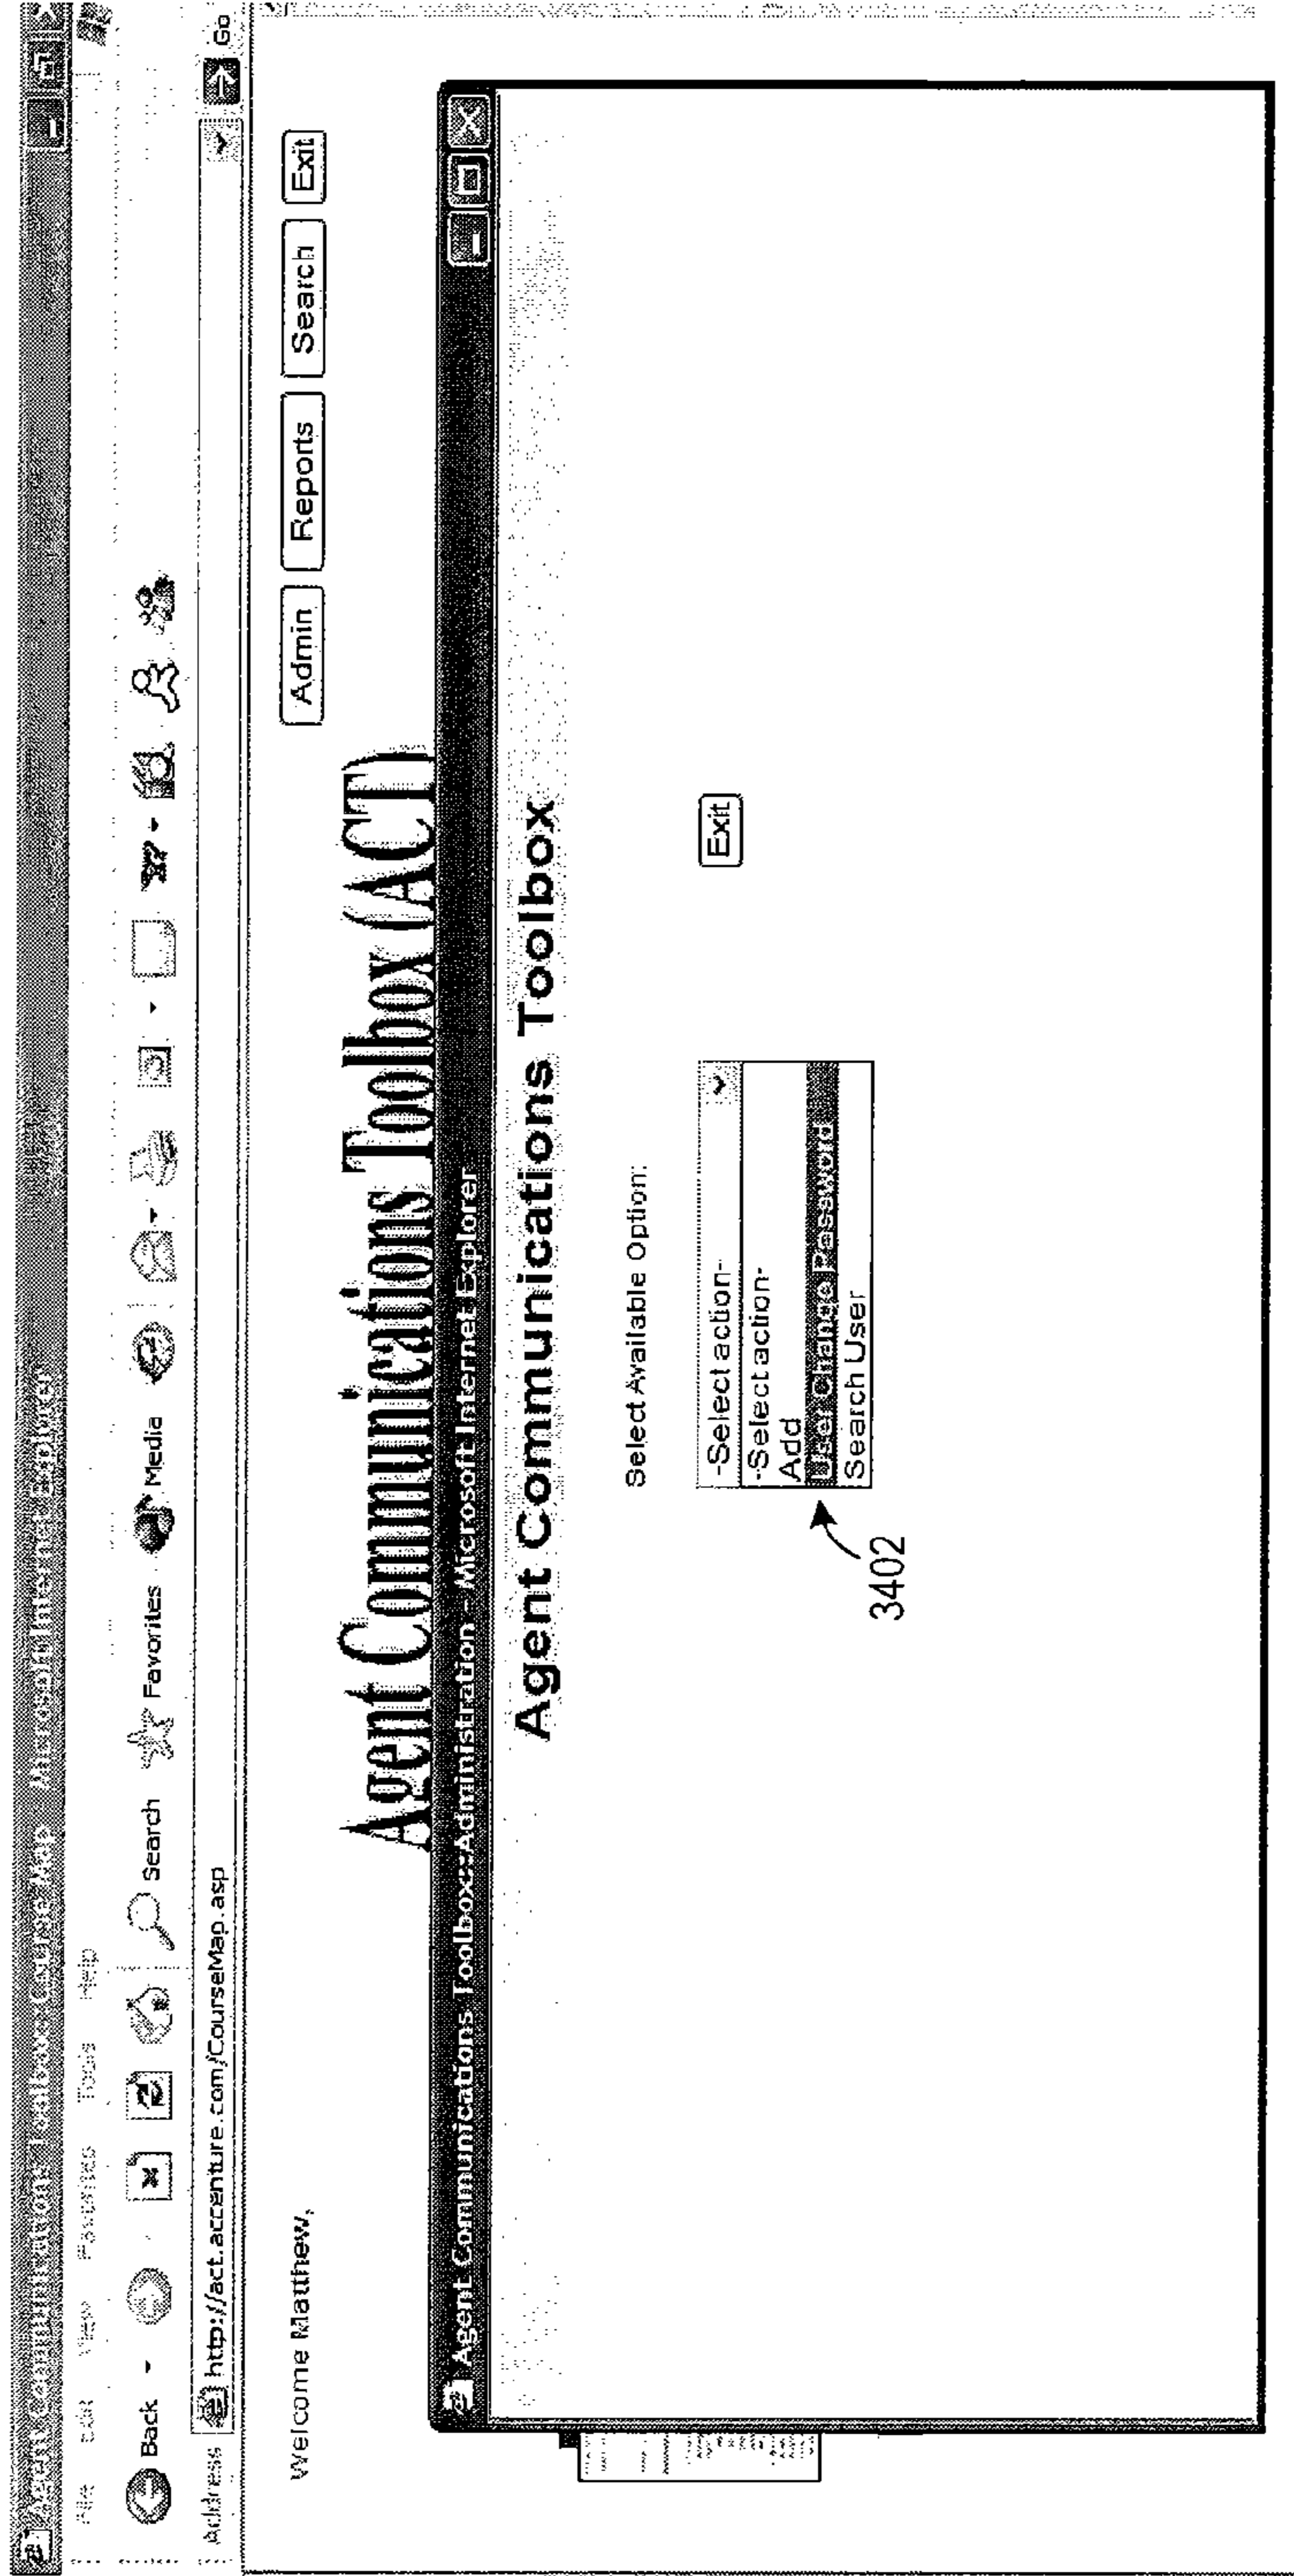 Agent Communications Toolbox::Course Map - Microsoft Internet Explorer
File Edit View Favorites Tools Help
Back Search Favorites Media
Address http://act.accenture.com/CourseMap.asp Go
Welcome Matthew,
Admin Reports Search Exit
Agent Communications Toolbox (ACT)
Agent Communications Toolbox::Administration - Microsoft Internet Explorer
Agent Communications Toolbox
Select Available Option:
-Select action- Exit
-Select action-
Add
User Change Password
Search User
3402